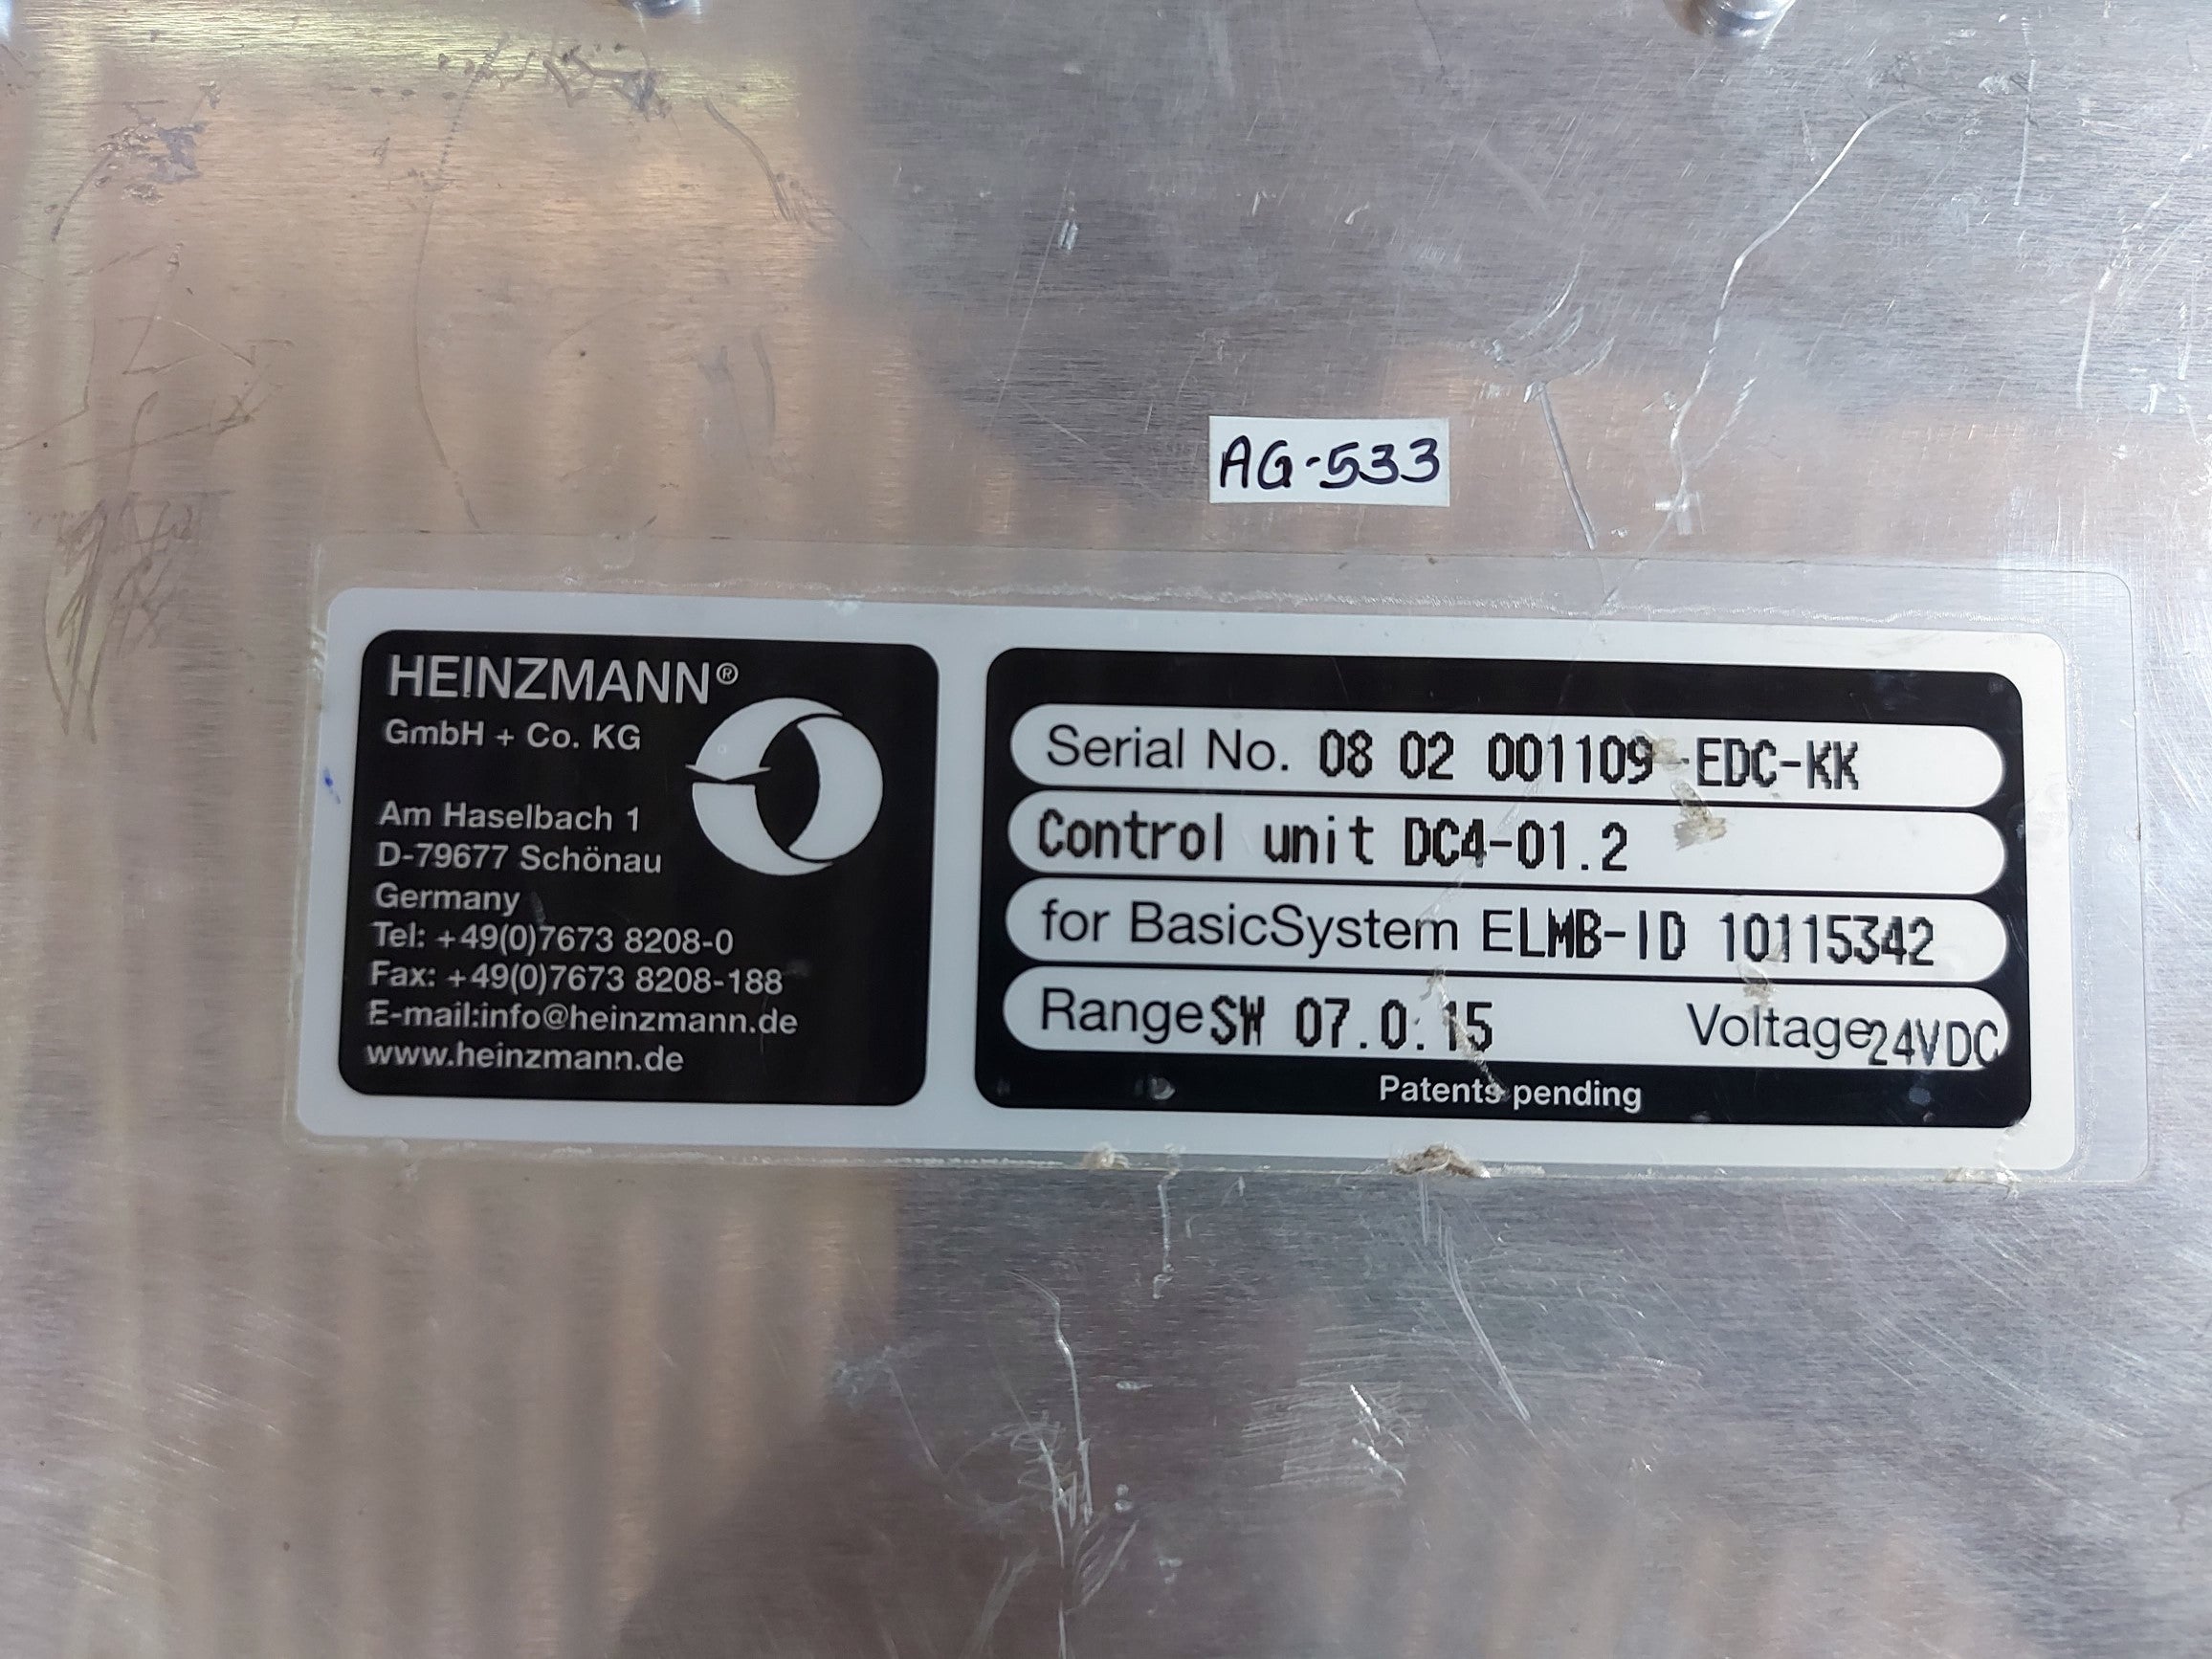 AG-533
HEINZMANN®
GmbH + Co. KG
Am Haselbach 1
D-79677 Schönau
Germany
Tel: +49(0)7673 8208-0
Fax: +49(0)7673 8208-188
E-mail:info@heinzmann.de
www.heinzmann.de
Serial No. 08 02 001109 -EDC-KK
Control unit DC4-01.2
for BasicSystem ELMB-ID 10115342
Range SW 07.0.15 Voltage 24VDC
Patents pending